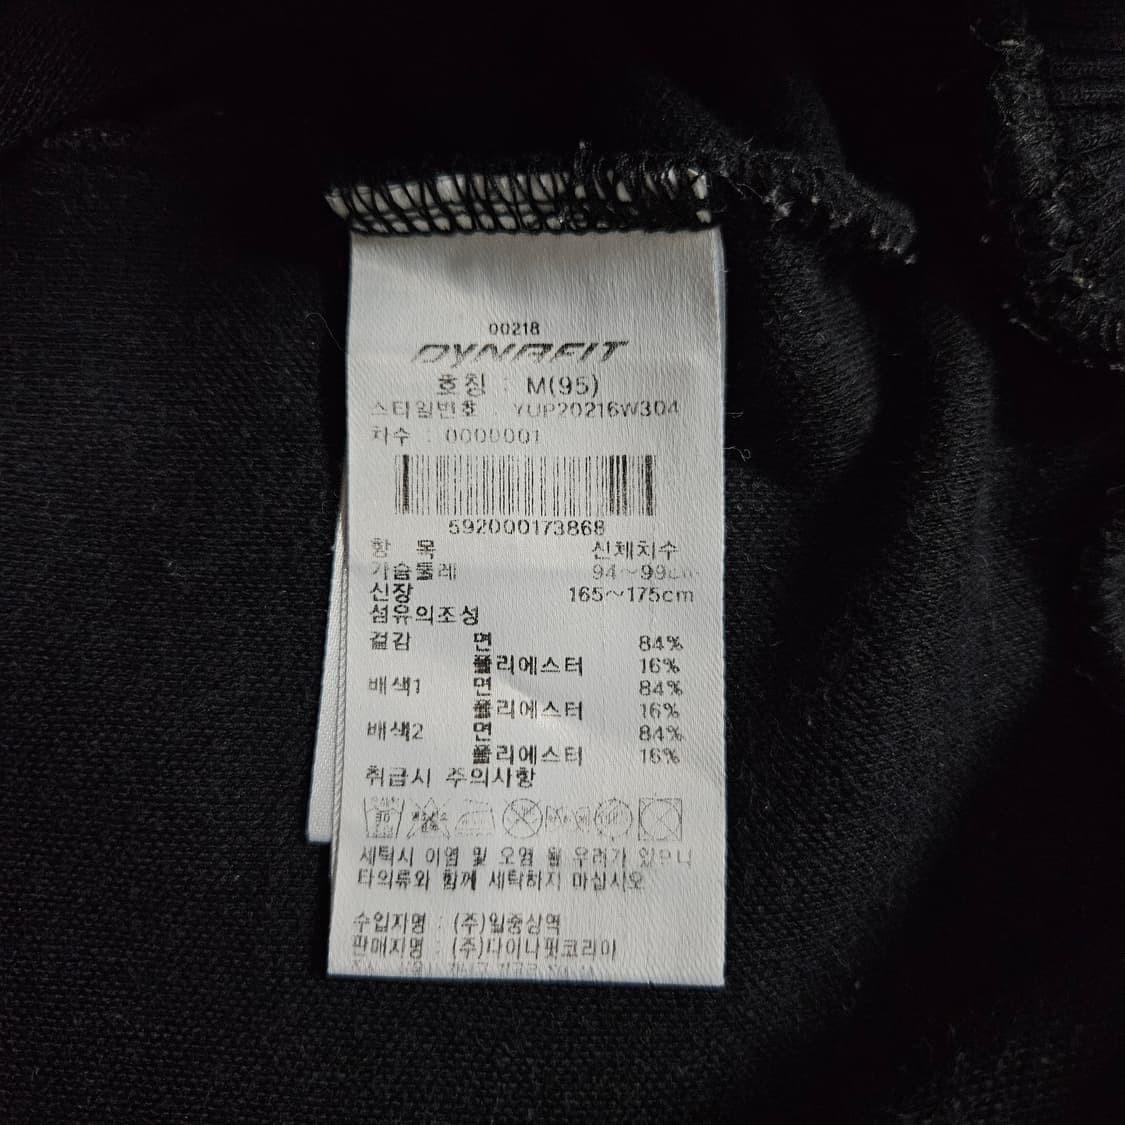 00218
DYNAFIT
호칭 : M(95)
스타일번호 : YUP20216W304
차수 : 0000001
592000173868
항 목 신체치수
가슴둘레 94~99cm
신장 165~175cm
섬유의조성
겉감 면 84%
폴리에스터 16%
배색1 면 84%
폴리에스터 16%
배색2 면 84%
폴리에스터 16%
취급시 주의사항
세탁시 이염 및 오염 될 우려가 있으니
타의류와 함께 세탁하지 마십시오
수입자명 : (주)일중상역
판매자명 : (주)다이나핏코리아